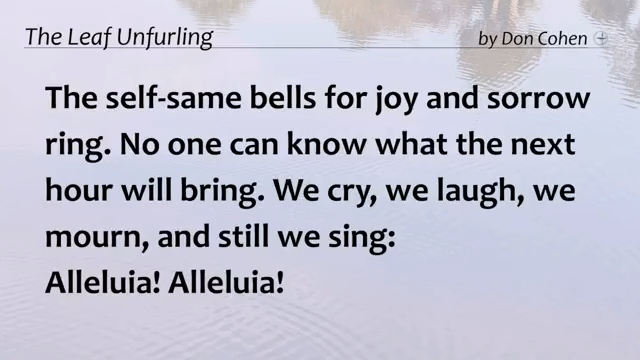 The Leaf Unfurling
by Don Cohen
The self-same bells for joy and sorrow
ring. No one can know what the next
hour will bring. We cry, we laugh, we
mourn, and still we sing:
Alleluia! Alleluia!